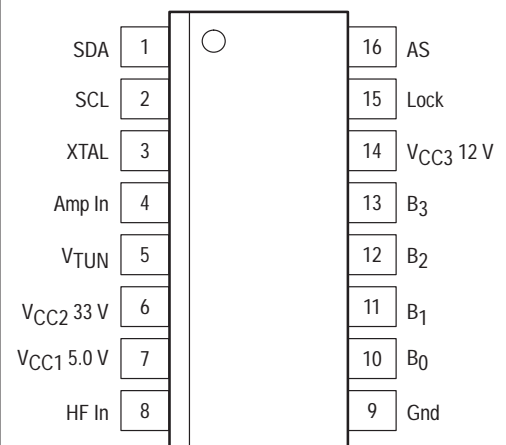 SDA 1 16 AS
SCL 2 15 Lock
XTAL 3 14 VCC3 12 V
Amp In 4 13 B3
VTUN 5 12 B2
VCC2 33 V 6 11 B1
VCC1 5.0 V 7 10 B0
HF In 8 9 Gnd